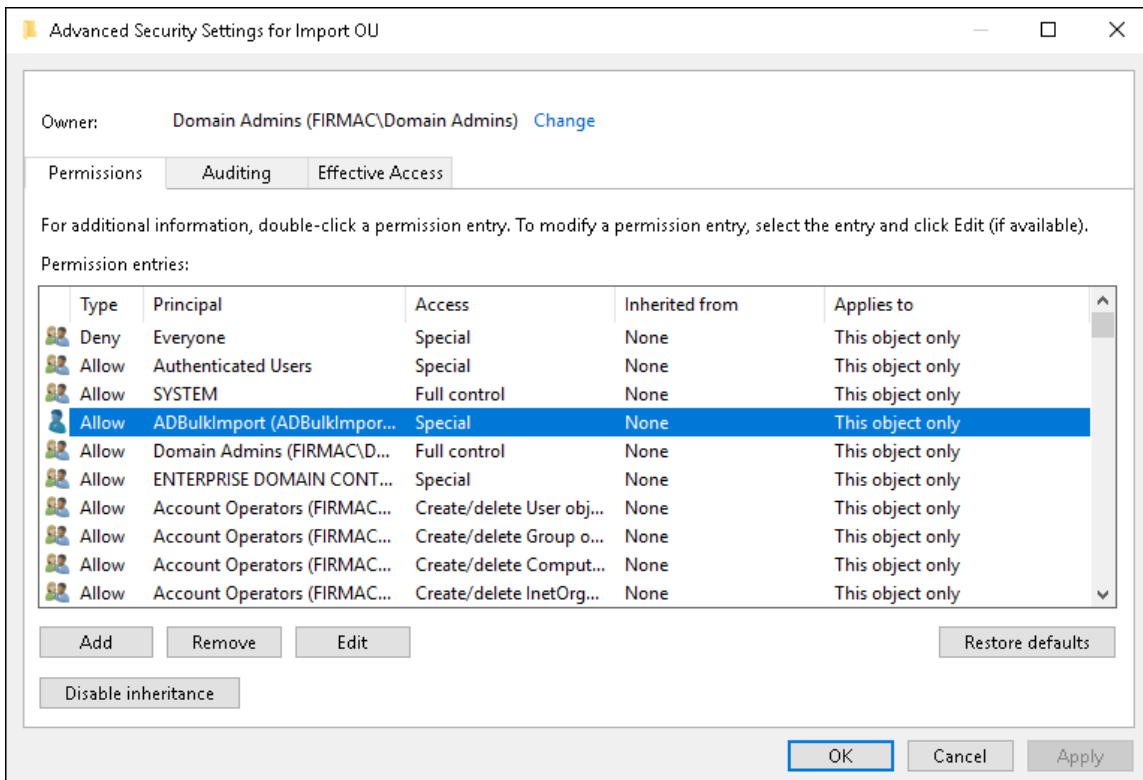 Advanced Security Settings for Import OU
Owner: Domain Admins (FIRMAC\Domain Admins) Change
Permissions Auditing Effective Access
For additional information, double-click a permission entry. To modify a permission entry, select the entry and click Edit (if available).
Permission entries:
Type Principal Access Inherited from Applies to
Deny Everyone Special None This object only
Allow Authenticated Users Special None This object only
Allow SYSTEM Full control None This object only
Allow ADBulkImport (ADBulkImpor... Special None This object only
Allow Domain Admins (FIRMAC\D... Full control None This object only
Allow ENTERPRISE DOMAIN CONT... Special None This object only
Allow Account Operators (FIRMAC... Create/delete User obj... None This object only
Allow Account Operators (FIRMAC... Create/delete Group o... None This object only
Allow Account Operators (FIRMAC... Create/delete Comput... None This object only
Allow Account Operators (FIRMAC... Create/delete InetOrg... None This object only
Add Remove Edit Restore defaults
Disable inheritance
OK Cancel Apply